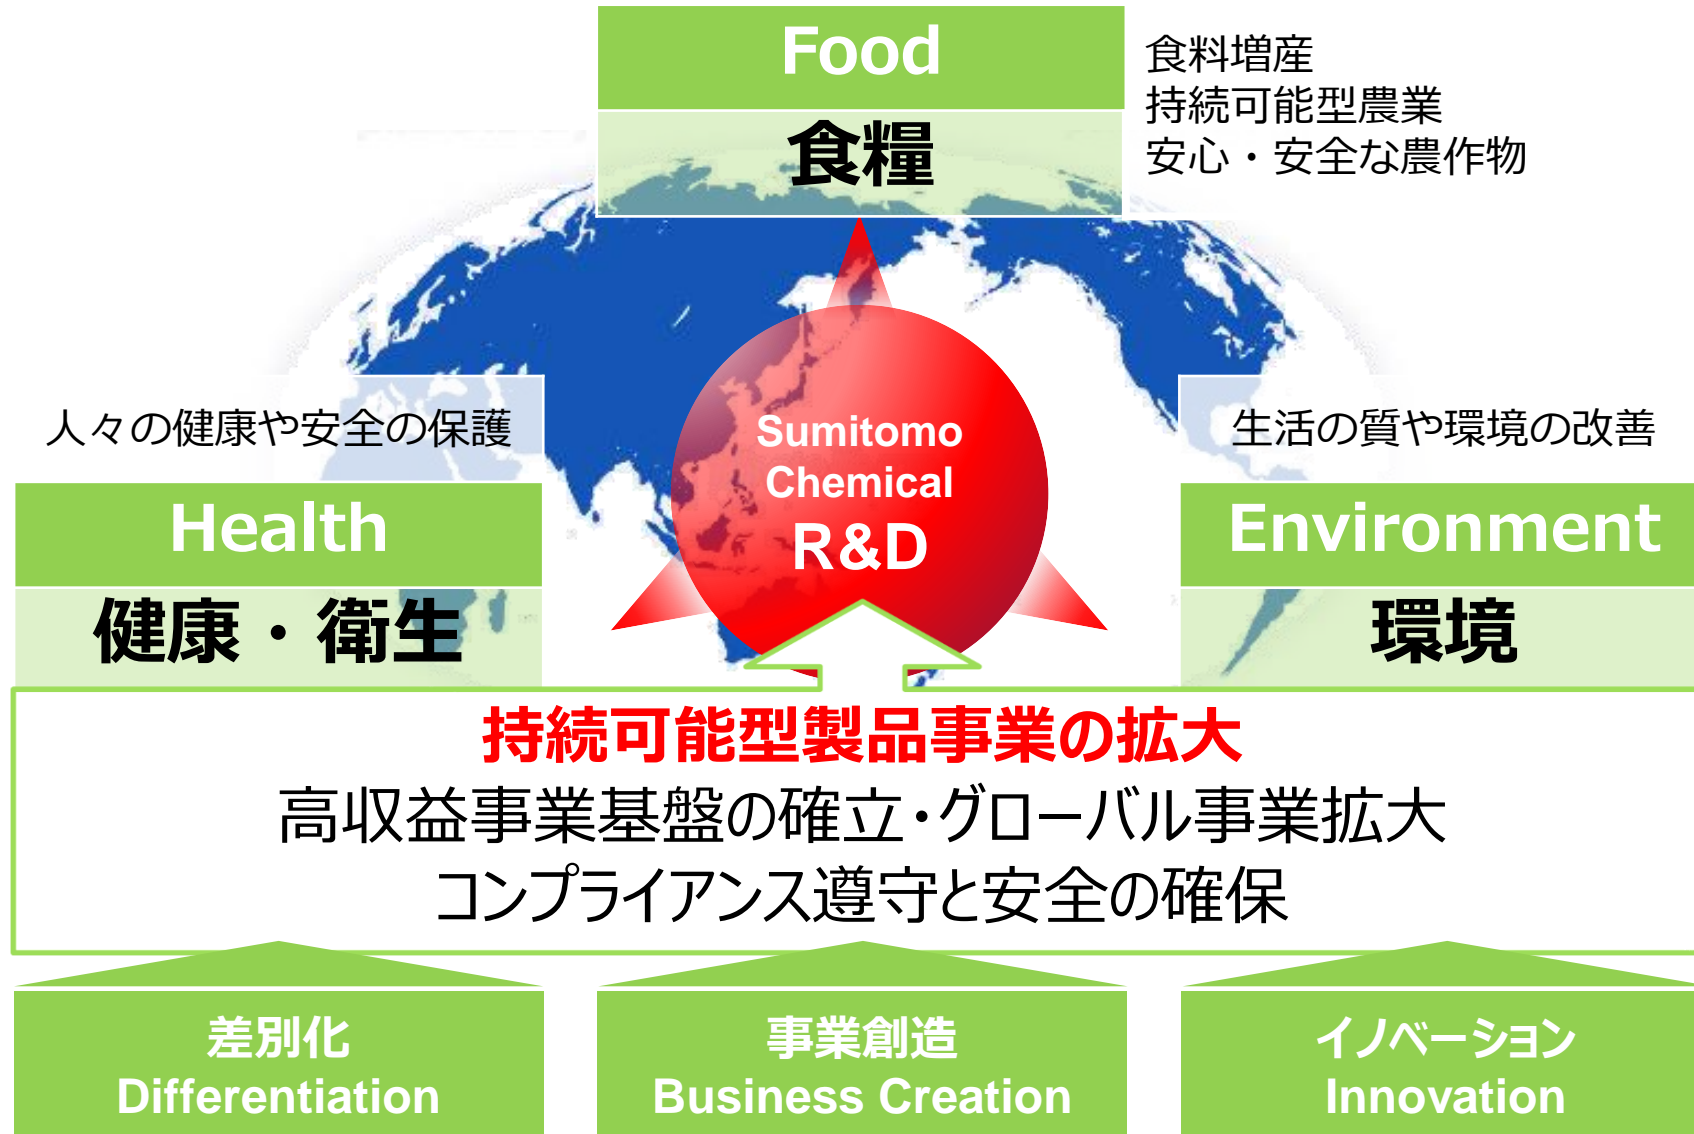 Food
食糧
食料増産
持続可能型農業
安心・安全な農作物
人々の健康や安全の保護
Health
健康・衛生
Sumitomo
Chemical
R&D
生活の質や環境の改善
Environment
環境
持続可能型製品事業の拡大
高収益事業基盤の確立・グローバル事業拡大
コンプライアンス遵守と安全の確保
差別化
Differentiation
事業創造
Business Creation
イノベーション
Innovation